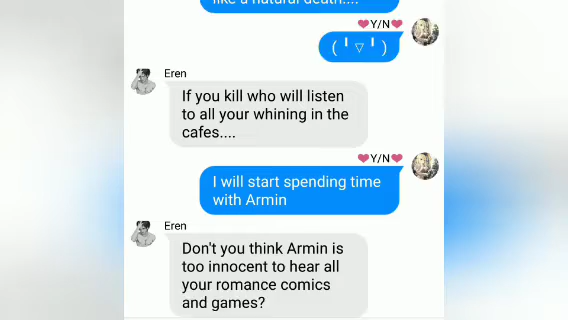 like a natural death....
❤Y/N❤
( ╹ ▽ ╹ )
Eren
If you kill who will listen
to all your whining in the
cafes....
❤Y/N❤
I will start spending time
with Armin
Eren
Don't you think Armin is
too innocent to hear all
your romance comics
and games?